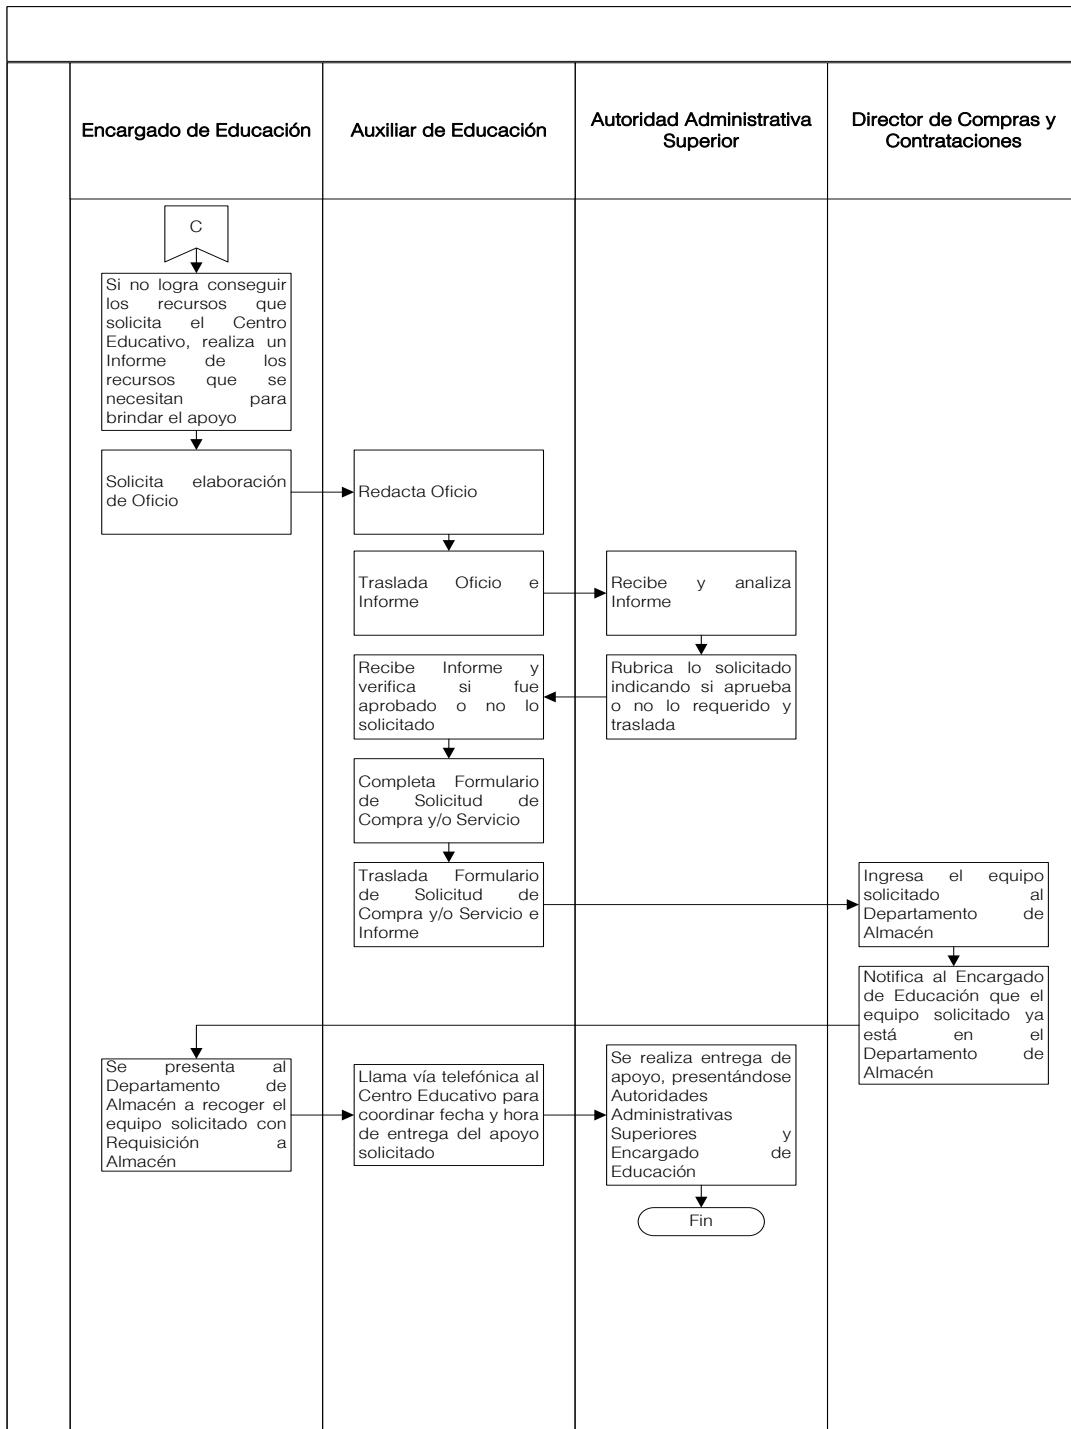 Encargado de Educación
Auxiliar de Educación
Autoridad Administrativa
Superior
Director de Compras y
Contrataciones
C
Si no logra conseguir
los recursos que
solicita el Centro
Educativo, realiza un
Informe de los
recursos que se
necesitan para
brindar el apoyo
Solicita elaboración
de Oficio
Redacta Oficio
Traslada Oficio e
Informe
Recibe y analiza
Informe
Rubrica lo solicitado
indicando si aprueba
o no lo requerido y
traslada
Recibe Informe y
verifica si fue
aprobado o no lo
solicitado
Completa Formulario
de Solicitud de
Compra y/o Servicio
Traslada Formulario
de Solicitud de
Compra y/o Servicio e
Informe
Ingresa el equipo
solicitado al
Departamento de
Almacén
Notifica al Encargado
de Educación que el
equipo solicitado ya
está en el
Departamento de
Almacén
Se presenta al
Departamento de
Almacén a recoger el
equipo solicitado con
Requisición a
Almacén
Llama vía telefónica al
Centro Educativo para
coordinar fecha y hora
de entrega del apoyo
solicitado
Se realiza entrega de
apoyo, presentándose
Autoridades
Administrativas
Superiores y
Encargado de
Educación
Fin